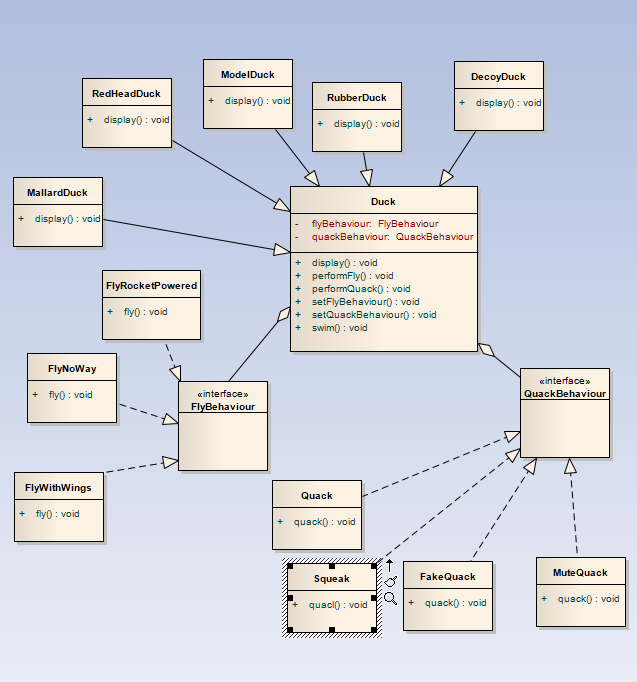 ModelDuck
+ display() : void
DecoyDuck
+ display() : void
RedHeadDuck
+ display() : void
RubberDuck
+ display() : void
MallardDuck
+ display() : void
Duck
- flyBehaviour: FlyBehaviour
- quackBehaviour: QuackBehaviour
+ display() : void
+ performFly() : void
+ performQuack() : void
+ setFlyBehaviour() : void
+ setQuackBehaviour() : void
+ swim() : void
FlyRocketPowered
+ fly() : void
FlyNoWay
+ fly() : void
«interface»
FlyBehaviour
«interface»
QuackBehaviour
FlyWithWings
+ fly() : void
Quack
+ quack() : void
Squeak
+ quacl() : void
FakeQuack
+ quack() : void
MuteQuack
+ quack() : void